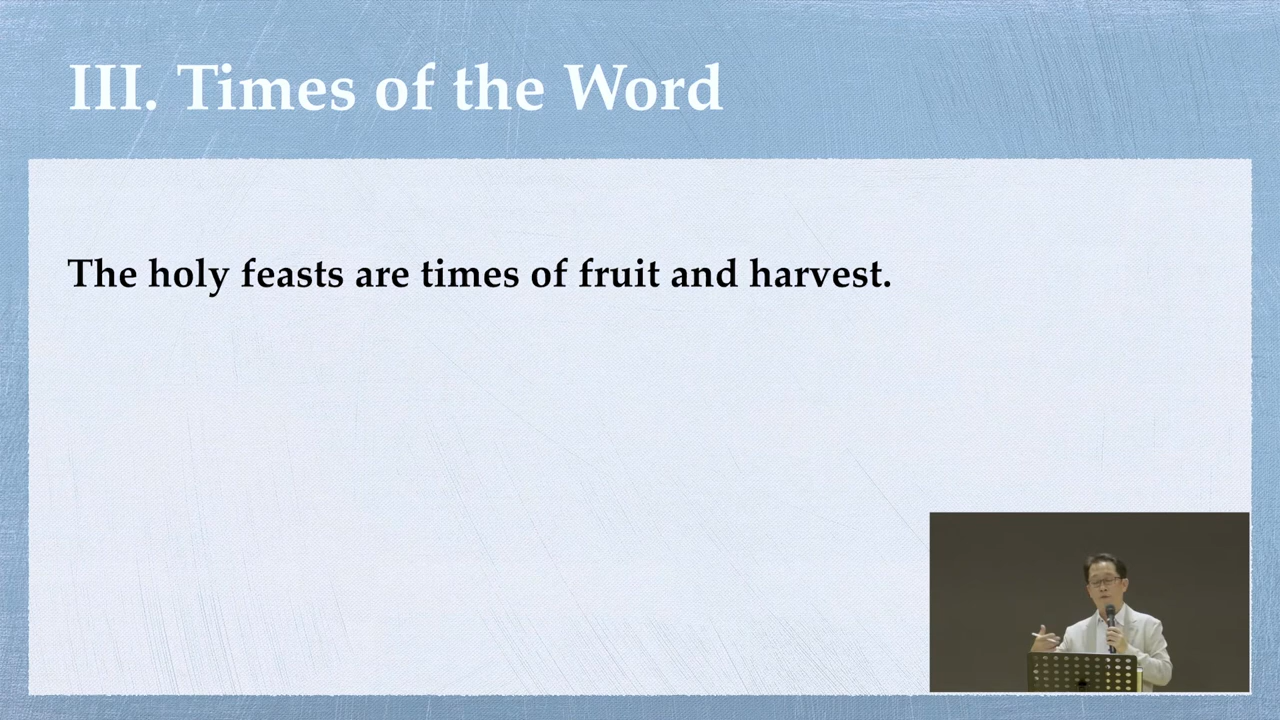 III. Times of the Word
The holy feasts are times of fruit and harvest.